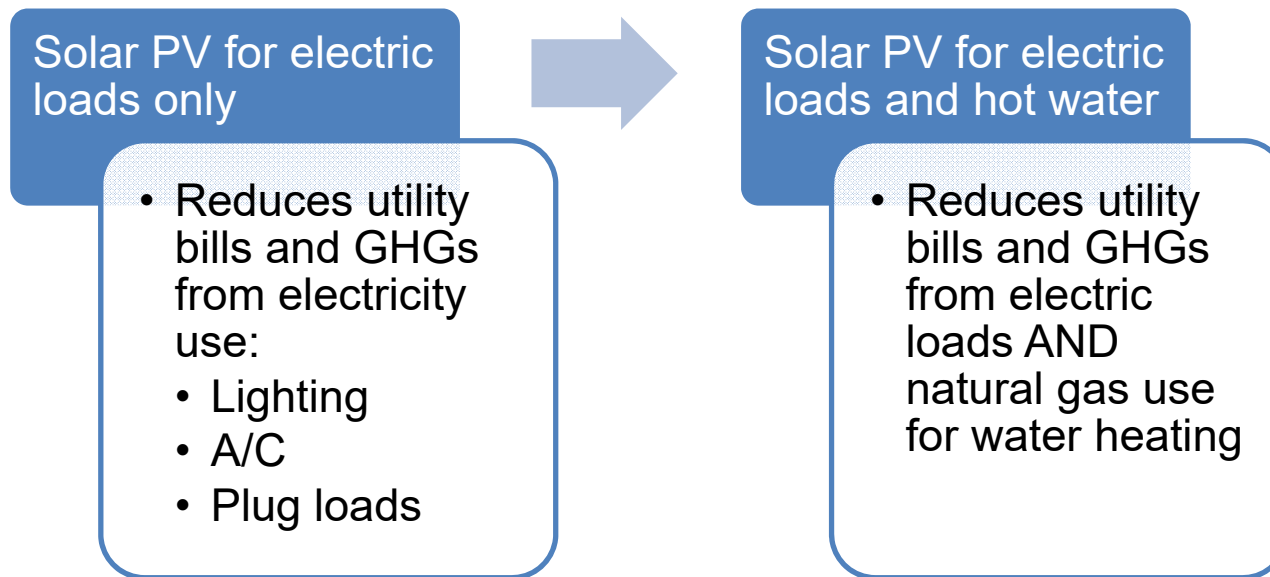 Solar PV for electric
loads only
• Reduces utility
bills and GHGs
from electricity
use:
• Lighting
• A/C
• Plug loads
Solar PV for electric
loads and hot water
• Reduces utility
bills and GHGs
from electric
loads AND
natural gas use
for water heating